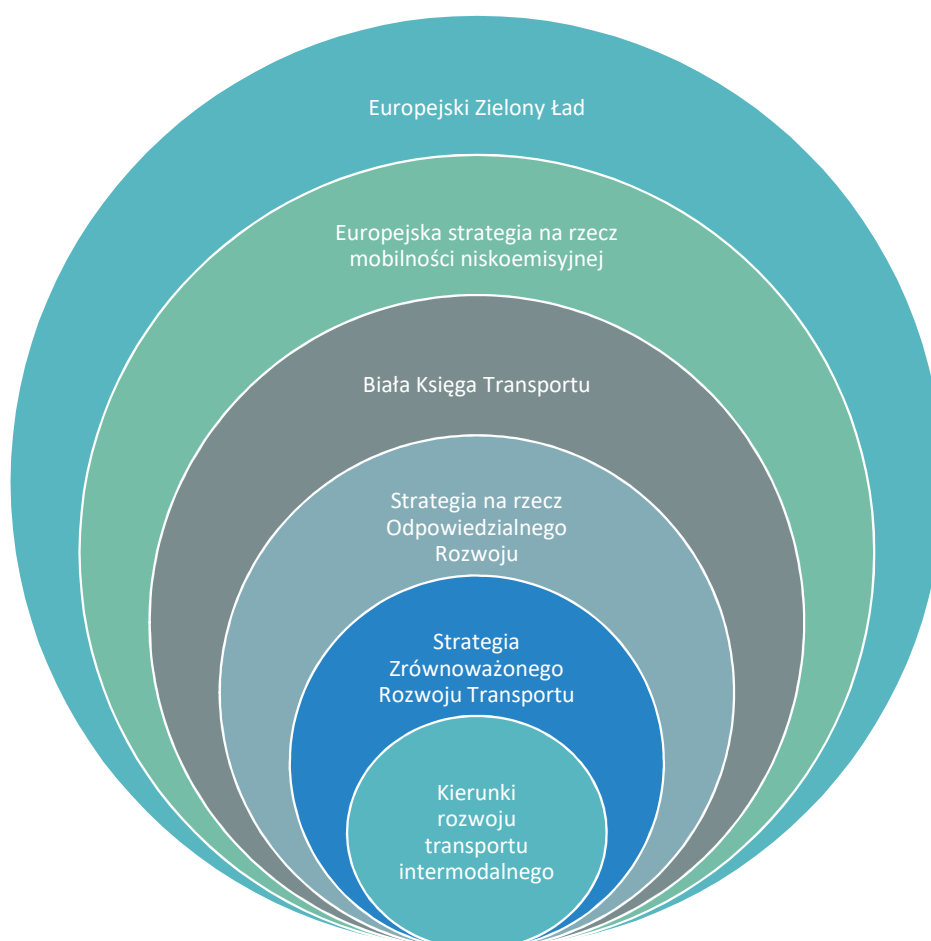 Europejski Zielony Ład
Europejska strategia na rzecz
mobilności niskoemisyjnej
Biała Księga Transportu
Strategia na rzecz
Odpowiedzialnego
Rozwoju
Strategia
Zrównoważonego
Rozwoju Transportu
Kierunki
rozwoju
transportu
intermodalnego